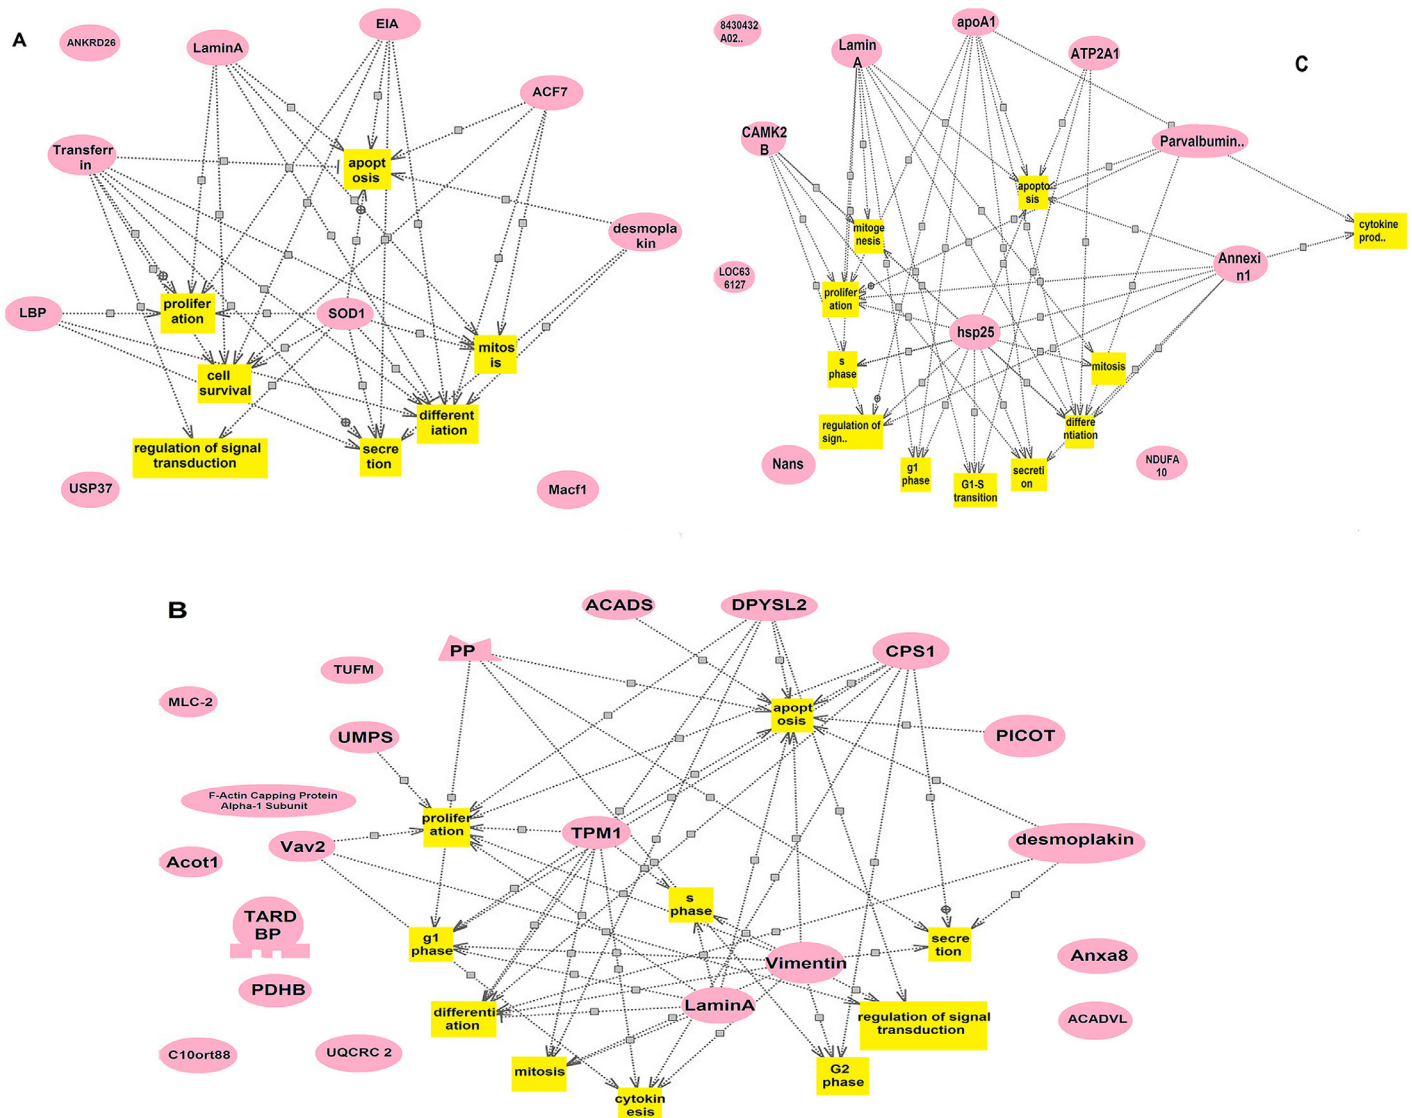 A
ANKRD26
LaminA
EIA
ACF7
Transferr
in
apopt
osis
desmopla
kin
LBP
prolifer
ation
SOD1
mitos
is
cell
survival
different
iation
regulation of signal
transduction
secre
tion
USP37
Macf1
C
8430432
A02..
Lamin
A
apoA1
ATP2A1
CAMK2
B
Parvalbumin..
apopto
sis
mitoge
nesis
cytokine
prod..
LOC63
6127
Annexin
n1
prolifer
ation
hsp25
s
phase
mitosis
regulation of
sign..
differe
ntiation
Nans
g1
phase
G1-S
transition
secreti
on
NDUFA
10
B
ACADS
DPYSL2
PP
CPS1
TUFM
MLC-2
apopt
osis
UMPS
PICOT
F-Actin Capping Protein
Alpha-1 Subunit
prolifer
ation
TPM1
desmoplakin
Vav2
Acot1
s
phase
TARD
BP
g1
phase
secre
tion
Vimentin
Anxa8
PDHB
LaminA
differenti
ation
regulation of signal
transduction
ACADVL
C10ort88
UQCRC 2
mitosis
G2
phase
cytokin
esis